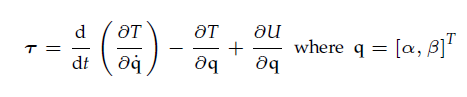 τ = d/dt (∂T/∂q̇) − ∂T/∂q + ∂U/∂q where q = [α, β]ᵀ